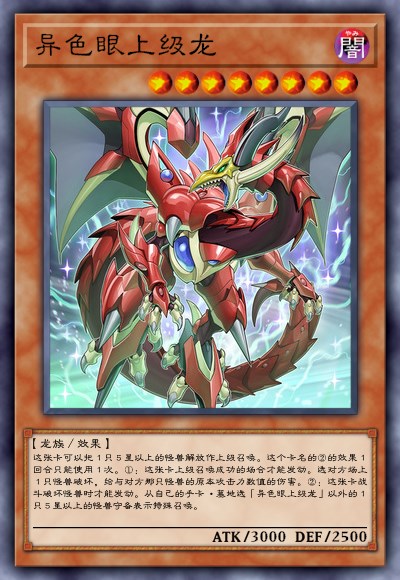 异色眼上级龙
やみ
闇
【龙族/效果】
这张卡可以把1只5星以上的怪兽解放作上级召唤。这个卡名的②的效果1
回合只能使用1次。①:这张卡上级召唤成功的场合才能发动。选对方场上
1只怪兽破坏,给与对方那只怪兽的原本攻击力数值的伤害。②:这张卡战
斗破坏怪兽时才能发动。从自己的手卡·墓地选「异色眼上级龙」以外的1
只5星以上的怪兽守备表示特殊召唤。
ATK/3000 DEF/2500